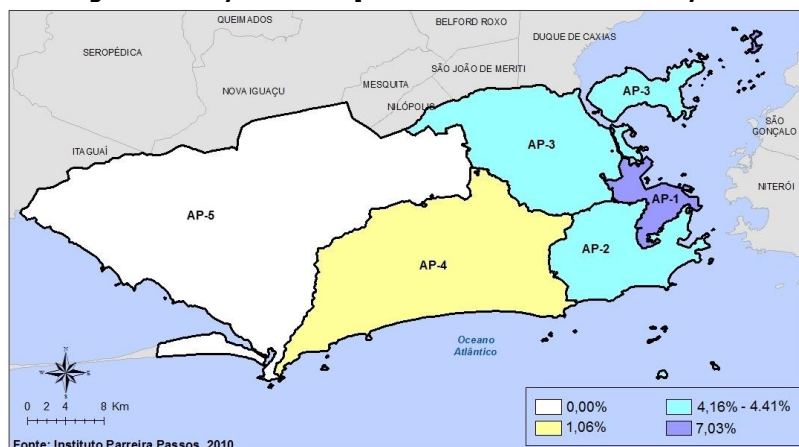 QUEIMADOS
BELFORD ROXO
DUQUE DE CAXIAS
SEROPÉDICA
SÃO JOÃO DE MERITI
MESQUITA
NOVA IGUAÇU
NILÓPOLIS
AP-3
SÃO
GONÇALO
ITAGUAÍ
AP-3
NITERÓI
AP-1
AP-5
AP-2
AP-4
Oceano
Atlântico
N
0 2 4 8 Km
0,00%
4,16% - 4.41%
1,06%
7,03%
Fonte: Instituto Parreira Passos, 2010